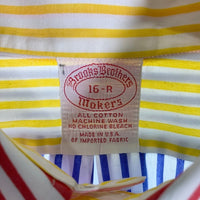 Brooks Brothers
16-R
Makers
ALL COTTON
MACHINE WASH
NO CHLORINE BLEACH
MADE IN U.S.A.
OF IMPORTED FABRIC